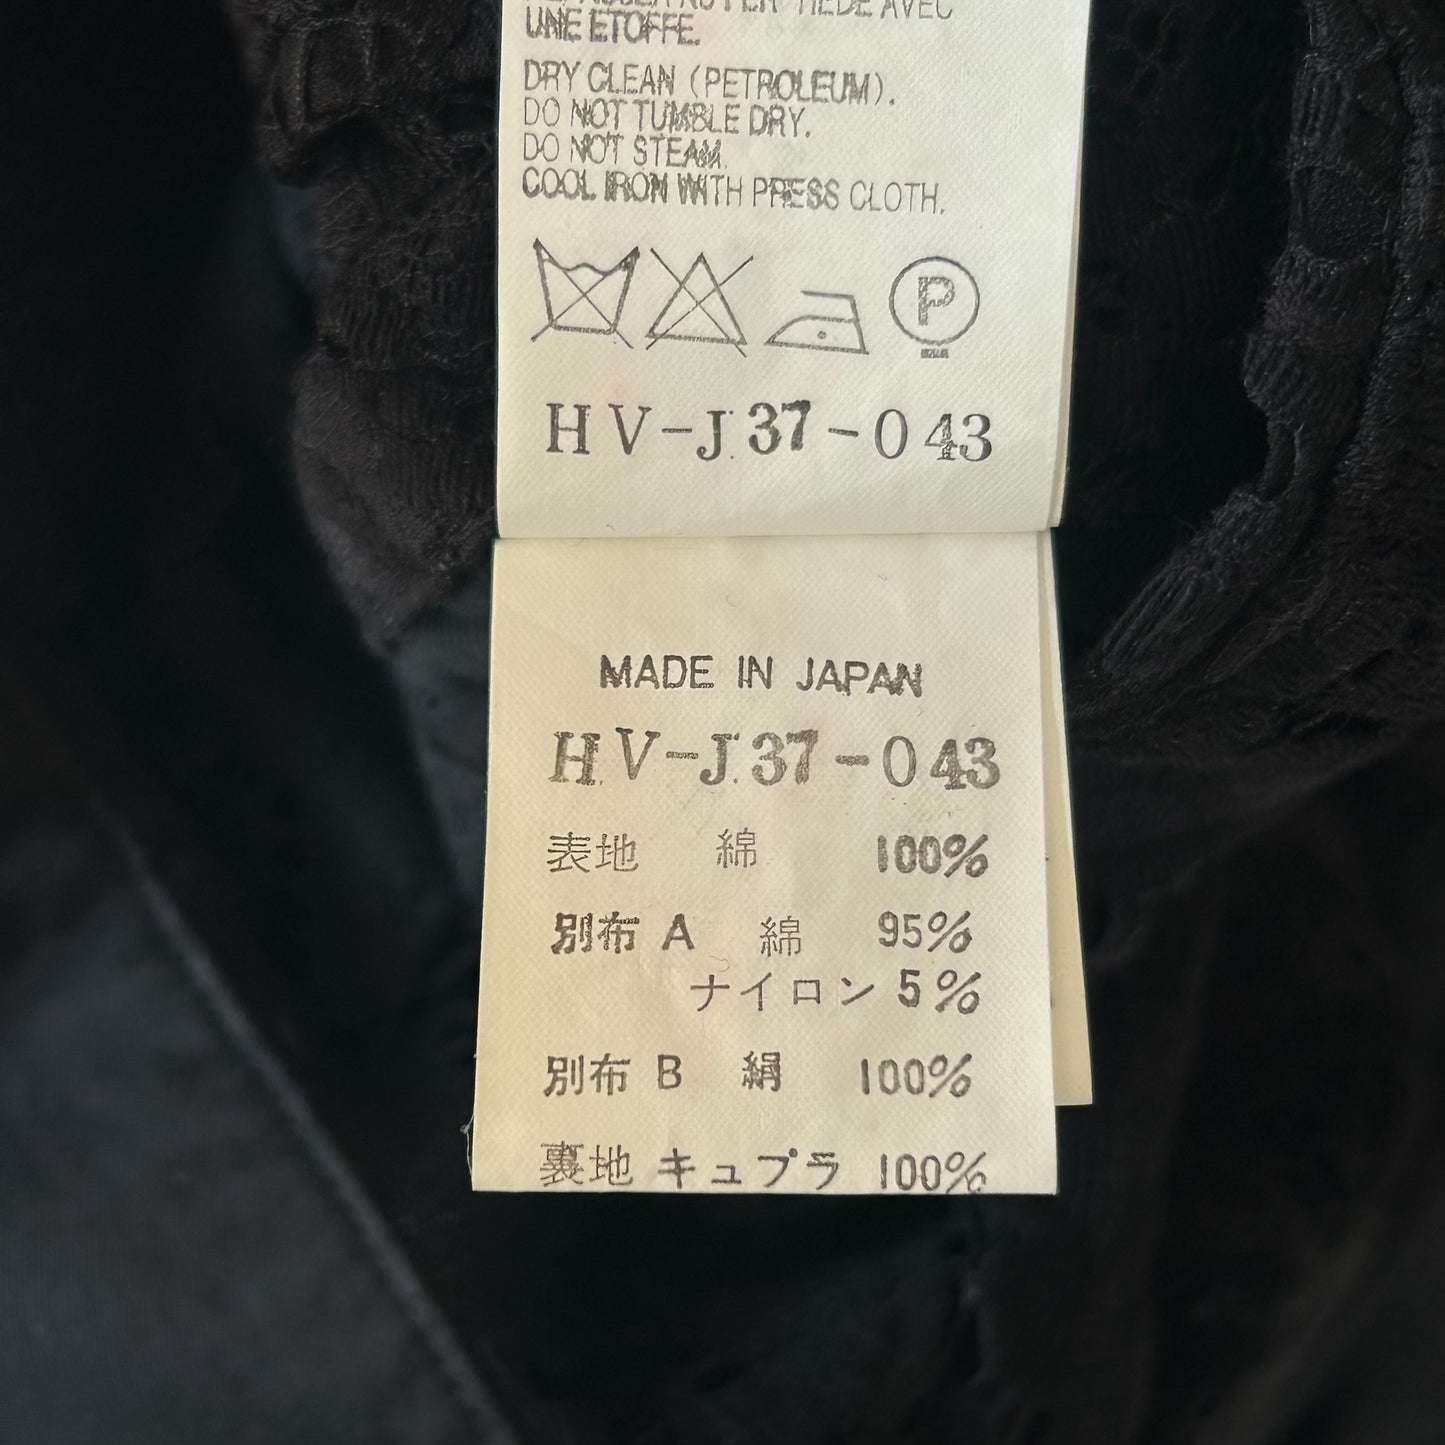 TIEDE AVEC
UNE ETOFFE.
DRY CLEAN (PETROLEUM).
DO NOT TUMBLE DRY.
DO NOT STEAM.
COOL IRON WITH PRESS CLOTH.
P
HV-J37-043
MADE IN JAPAN
HV-J37-043
表地 綿 100%
別布 A 綿 95%
ナイロン 5%
別布 B 絹 100%
裏地 キュプラ 100%